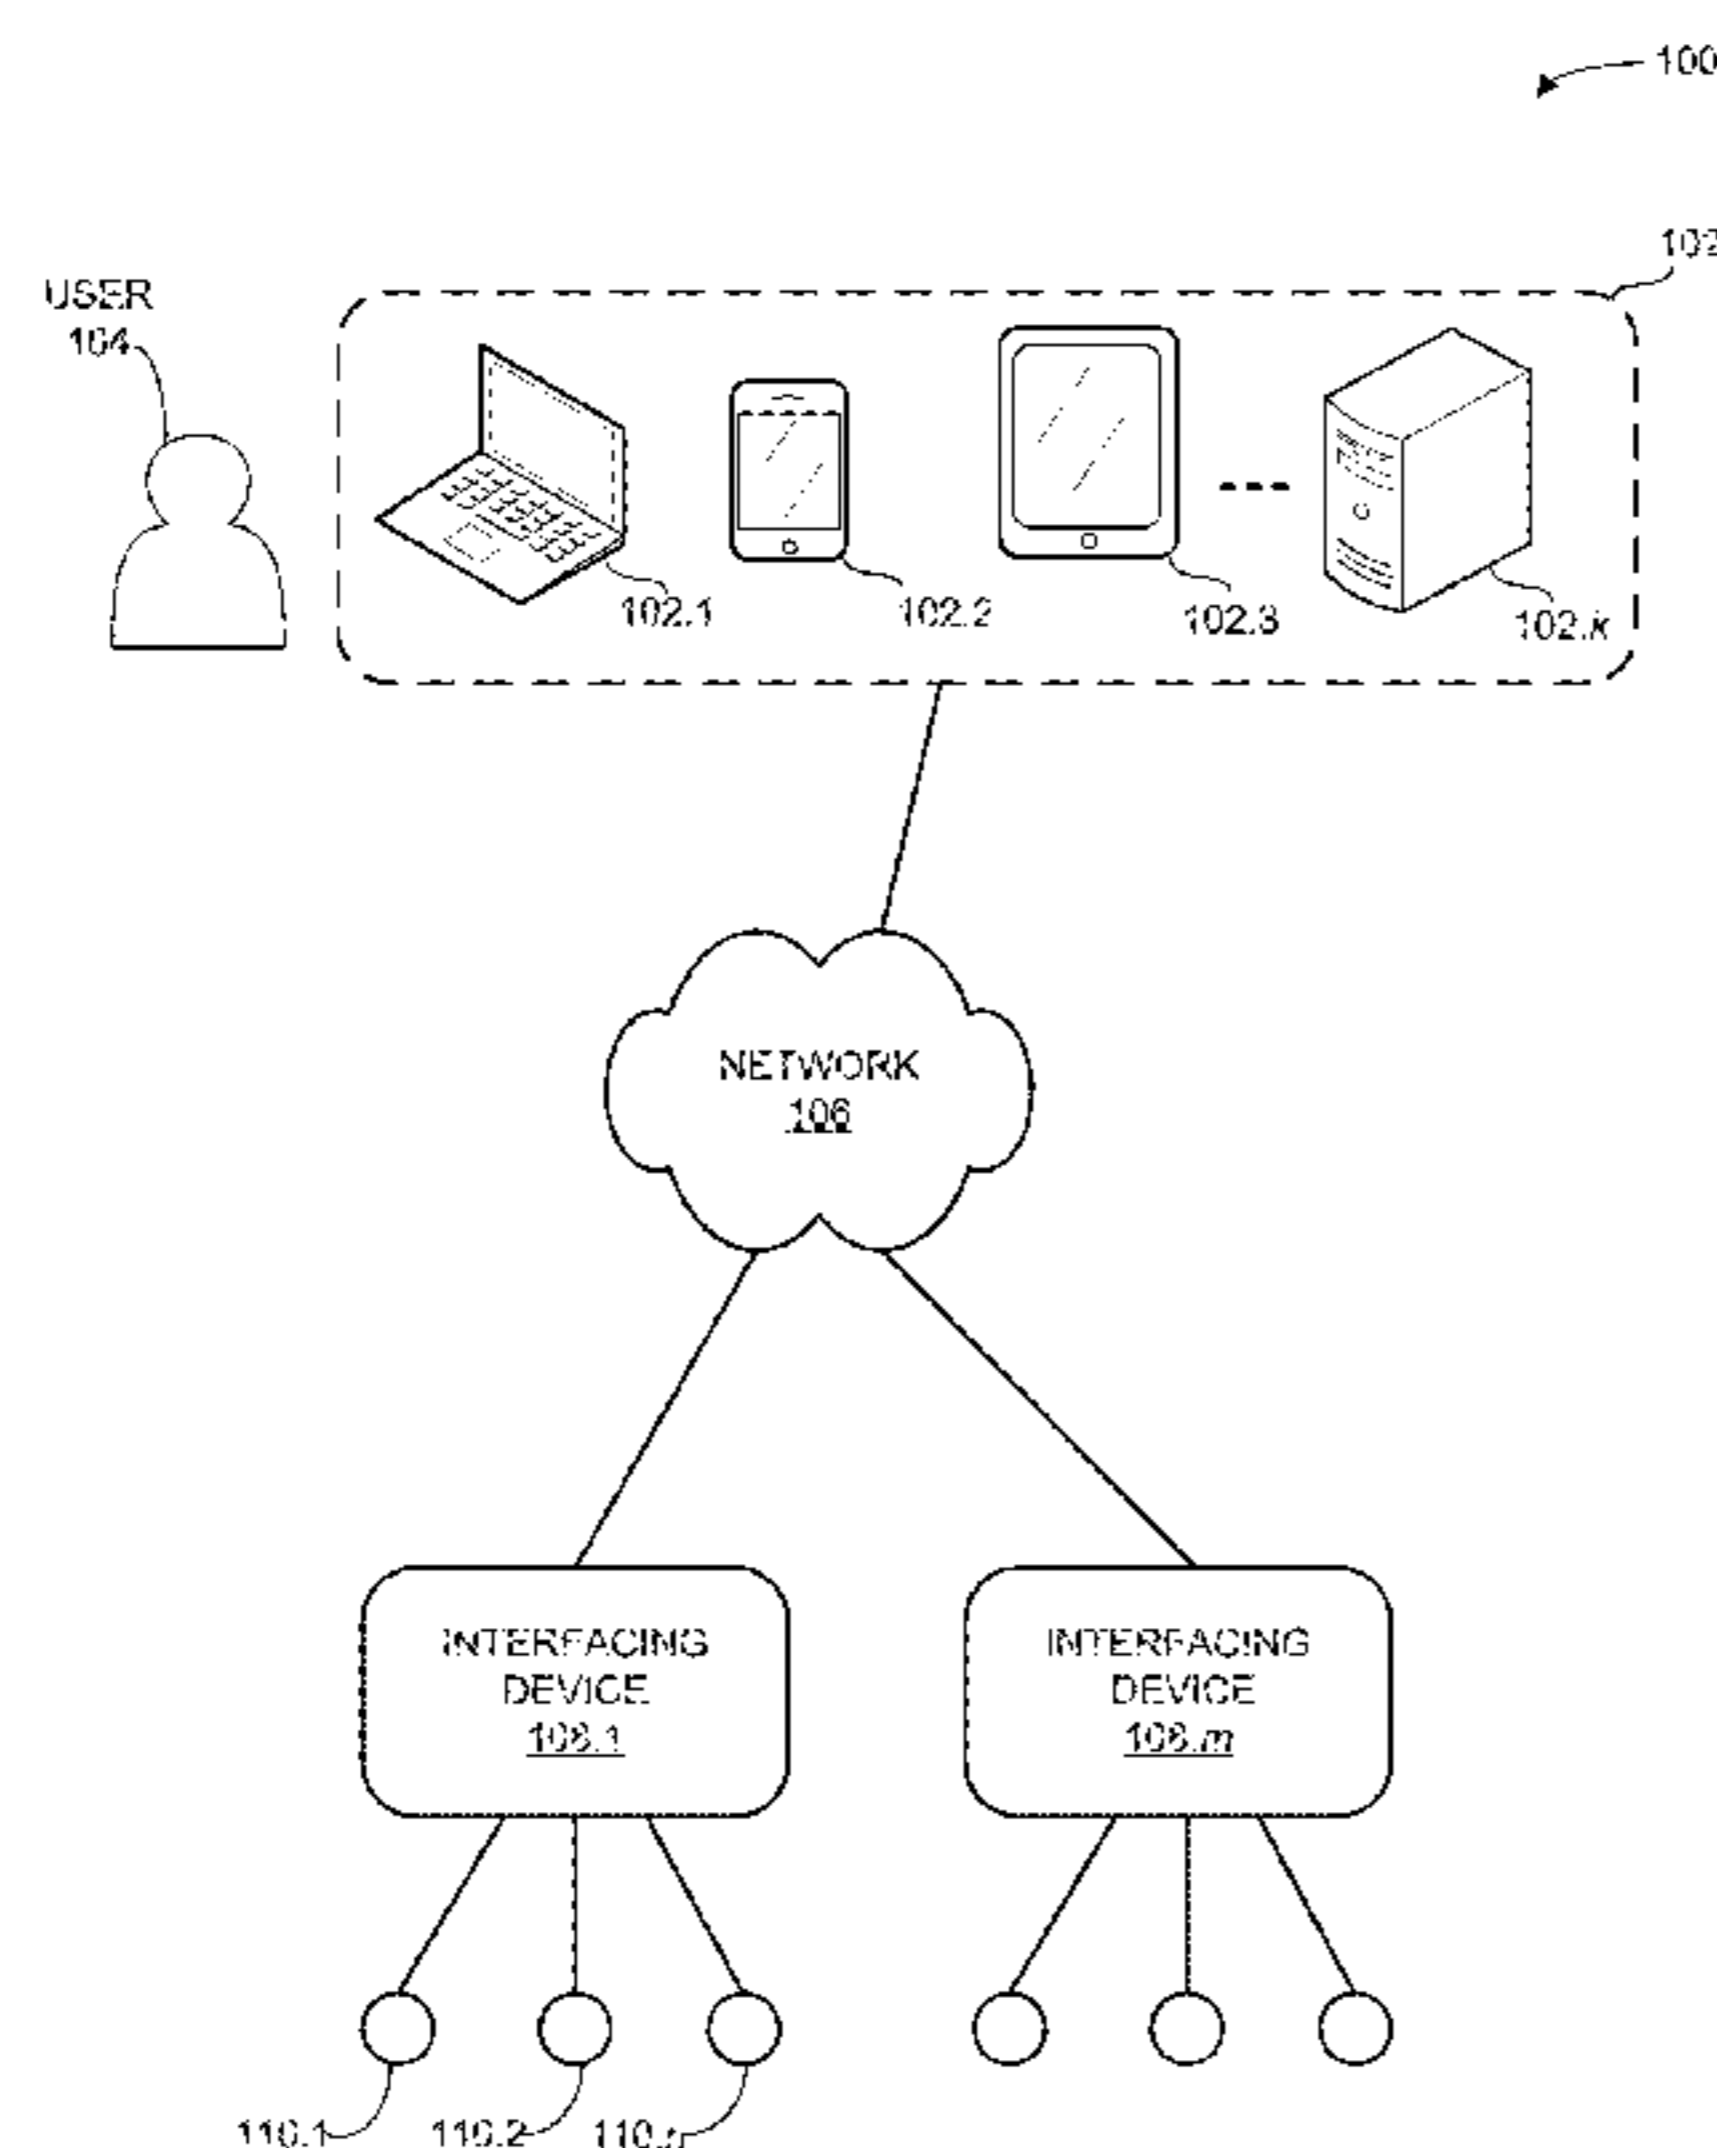 100
102
USER
104
102.1
102.2
102.3
102.k
NETWORK
106
INTERFACING
DEVICE
108.1
INTERFACING
DEVICE
108.m
110.1
110.2